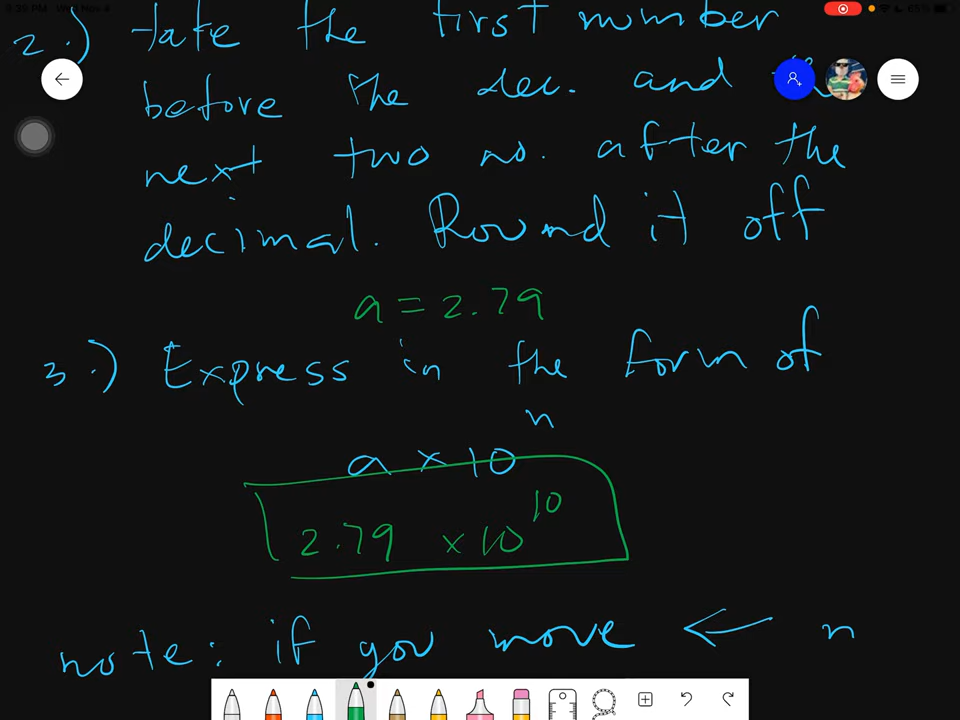 2.) take the first number
before the dec. and
next two no. after the
decimal. Round it off
a = 2.79
3.) Express in the form of
a × 10^n
2.79 × 10^10
note: if you move ← n